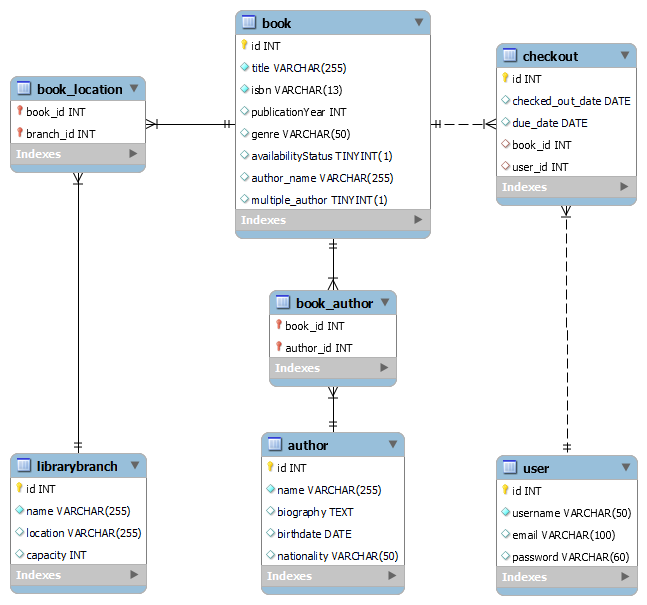 book
id INT
title VARCHAR(255)
isbn VARCHAR(13)
publicationYear INT
genre VARCHAR(50)
availabilityStatus TINYINT(1)
author_name VARCHAR(255)
multiple_author TINYINT(1)
Indexes
checkout
id INT
checked_out_date DATE
due_date DATE
book_id INT
user_id INT
Indexes
book_location
book_id INT
branch_id INT
Indexes
book_author
book_id INT
author_id INT
Indexes
librarybranch
id INT
name VARCHAR(255)
location VARCHAR(255)
capacity INT
Indexes
author
id INT
name VARCHAR(255)
biography TEXT
birthdate DATE
nationality VARCHAR(50)
Indexes
user
id INT
username VARCHAR(50)
email VARCHAR(100)
password VARCHAR(60)
Indexes